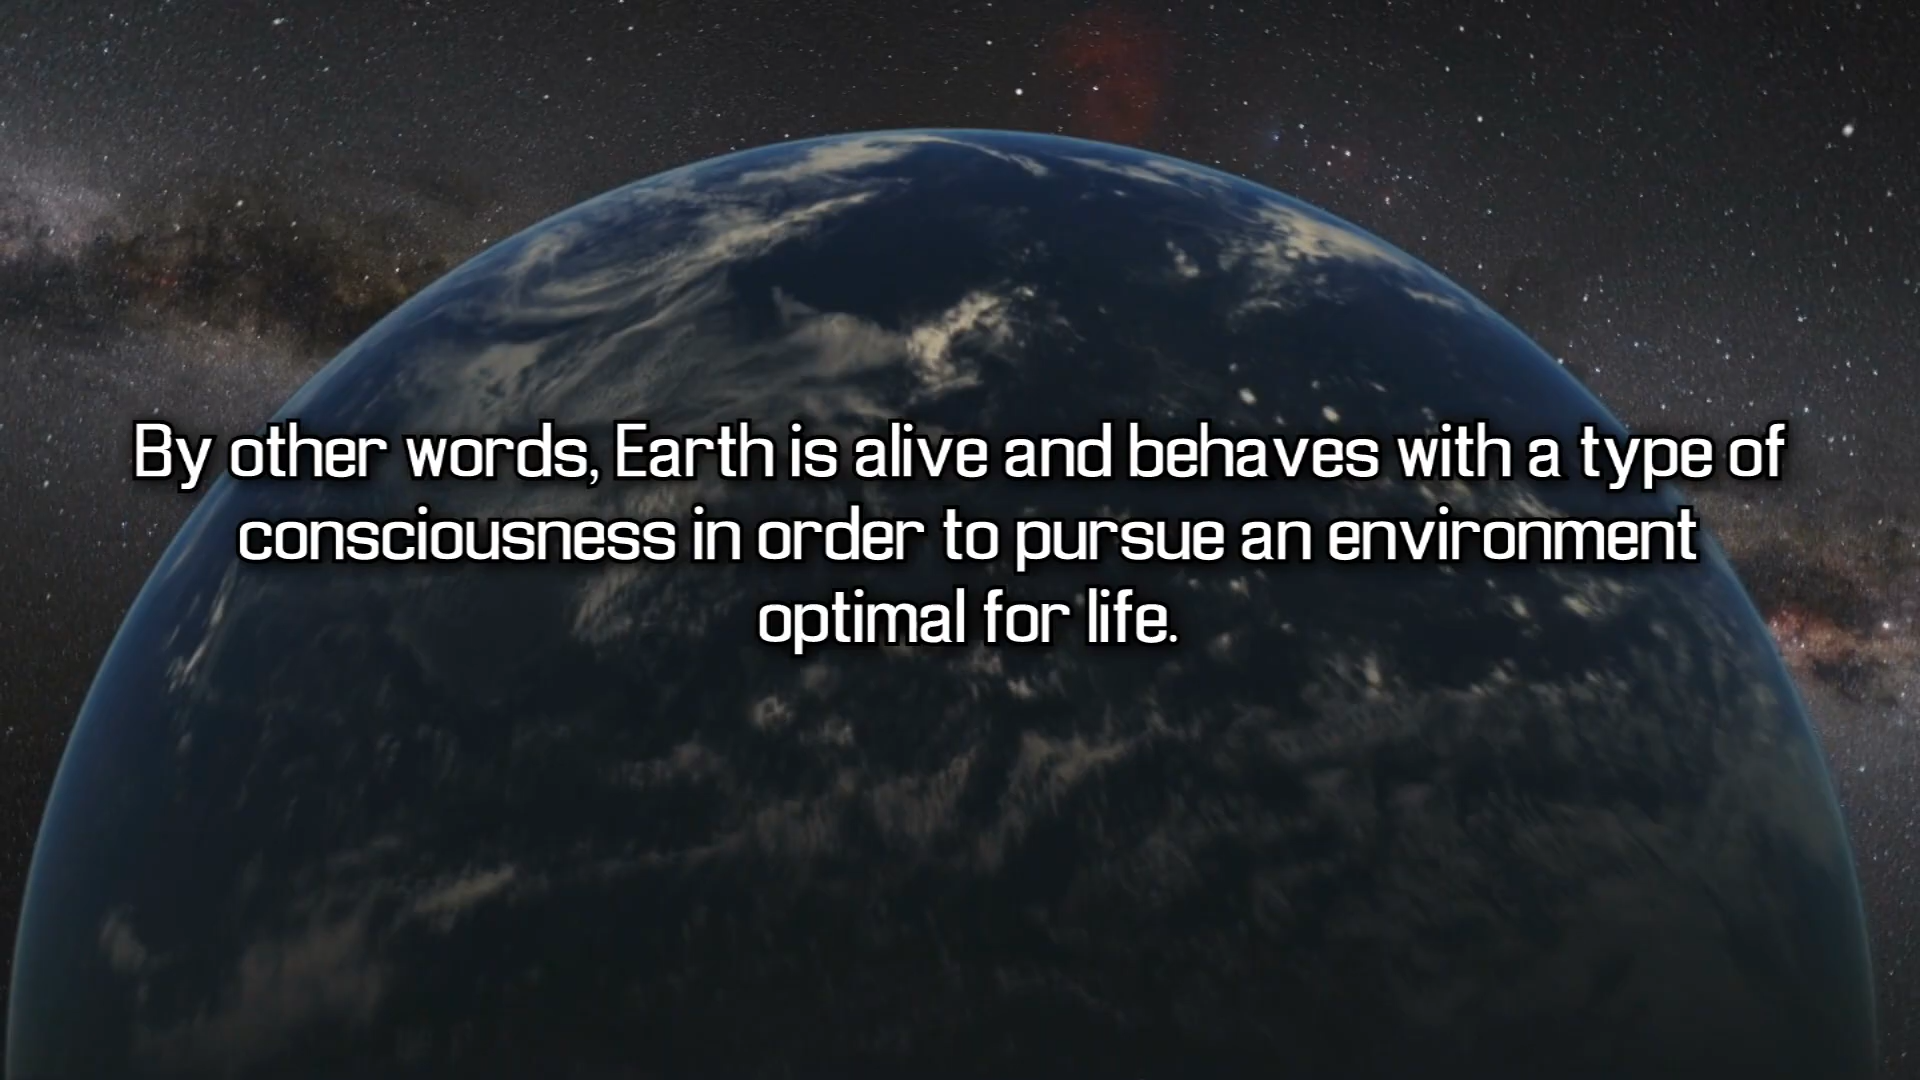 By other words, Earth is alive and behaves with a type of
consciousness in order to pursue an environment
optimal for life.